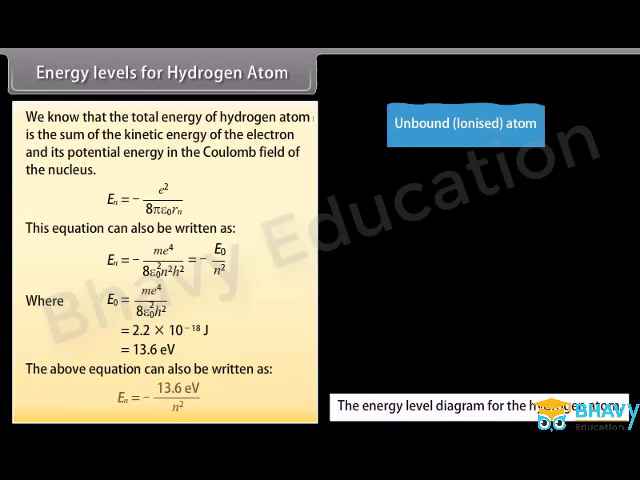 Energy levels for Hydrogen Atom
We know that the total energy of hydrogen atom
is the sum of the kinetic energy of the electron
and its potential energy in the Coulomb field of
the nucleus.
Eₙ = − e² / 8πε₀rₙ
This equation can also be written as:
Eₙ = − me⁴ / 8ε₀²n²h² = − E₀ / n²
Where E₀ = me⁴ / 8ε₀²h²
= 2.2 × 10⁻¹⁸ J
= 13.6 eV
The above equation can also be written as:
Eₙ = − 13.6 eV / n²
Unbound (Ionised) atom
The energy level diagram for the hydrogen atom.
BHAVY
Education
Bhavy Education